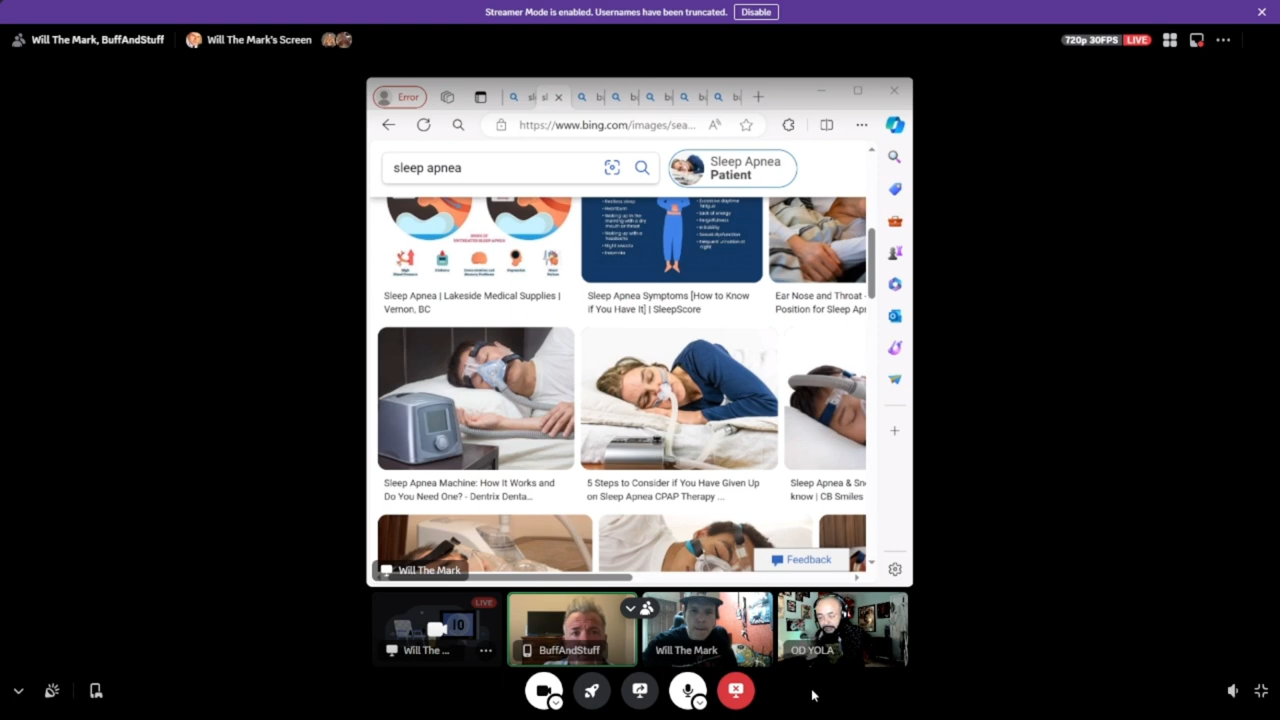 Streamer Mode is enabled. Usernames have been truncated. Disable
Will The Mark, BuffAndStuff
Will The Mark's Screen
720p 30FPS LIVE
Error
sl
sl
b
b
b
b
b
https://www.bing.com/images/sea...
sleep apnea
Sleep Apnea
Patient
Sleep Apnea | Lakeside Medical Supplies |
Vernon, BC
Sleep Apnea Symptoms [How to Know
if You Have It] | SleepScore
Ear Nose and Throat -
Position for Sleep Apn
Sleep Apnea Machine: How It Works and
Do You Need One? - Dentrix Denta...
5 Steps to Consider if You Have Given Up
on Sleep Apnea CPAP Therapy ...
Sleep Apnea & Sno
know | CB Smiles
Feedback
Will The Mark
LIVE
10
Will The ...
BuffAndStuff
Will The Mark
OD YOLA